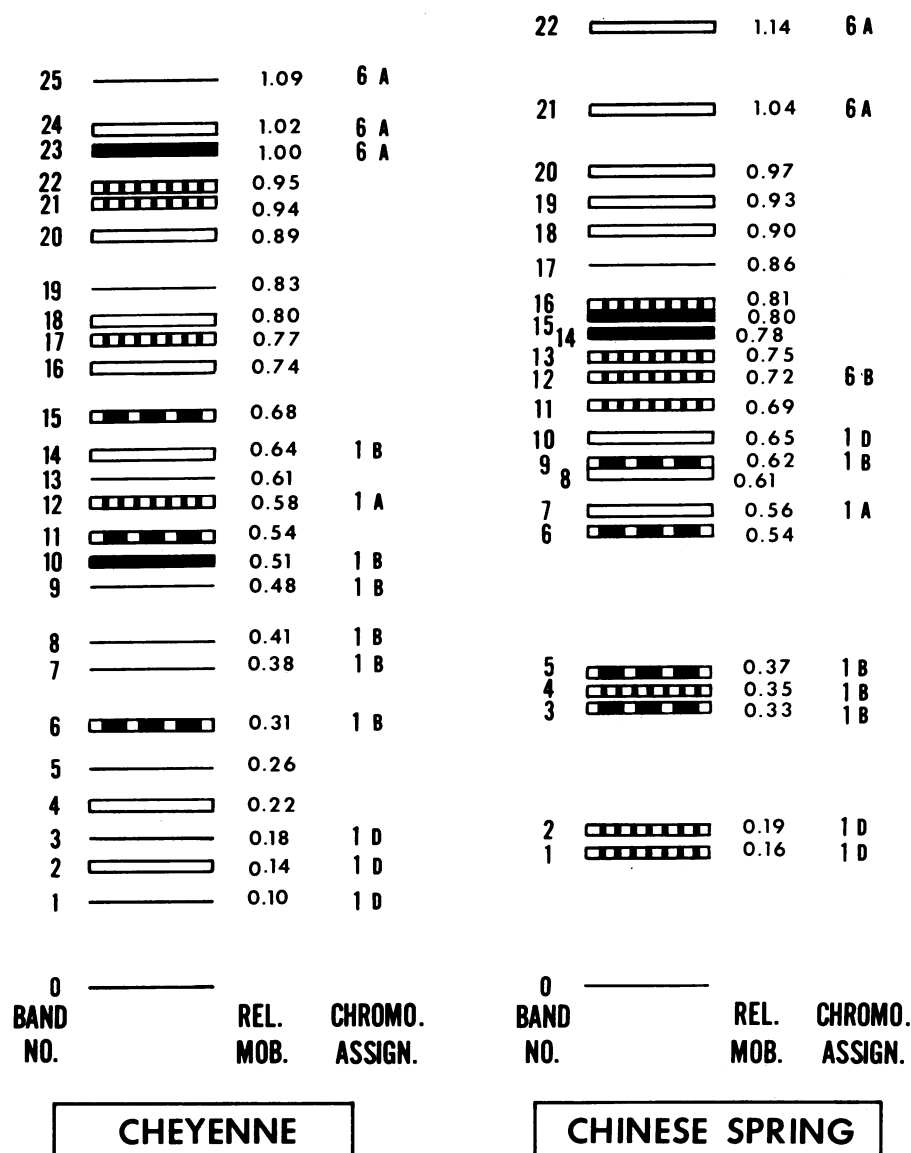 25 1.09 6 A
24 1.02 6 A
23 1.00 6 A
22 0.95
21 0.94
20 0.89
19 0.83
18 0.80
17 0.77
16 0.74
15 0.68
14 0.64 1 B
13 0.61
12 0.58 1 A
11 0.54
10 0.51 1 B
9 0.48 1 B
8 0.41 1 B
7 0.38 1 B
6 0.31 1 B
5 0.26
4 0.22
3 0.18 1 D
2 0.14 1 D
1 0.10 1 D
0
BAND REL. CHROMO.
NO. MOB. ASSIGN.
CHEYENNE
22 1.14 6 A
21 1.04 6 A
20 0.97
19 0.93
18 0.90
17 0.86
16 0.81
15 0.80
14 0.78
13 0.75
12 0.72 6 B
11 0.69
10 0.65 1 D
9 0.62 1 B
8 0.61
7 0.56 1 A
6 0.54
5 0.37 1 B
4 0.35 1 B
3 0.33 1 B
2 0.19 1 D
1 0.16 1 D
0
BAND REL. CHROMO.
NO. MOB. ASSIGN.
CHINESE SPRING